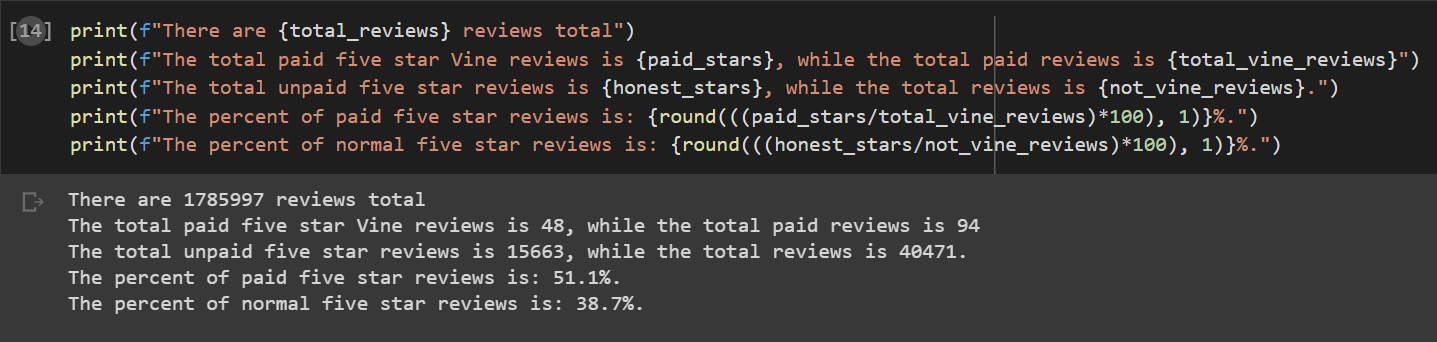 [14] print(f"There are {total_reviews} reviews total")
print(f"The total paid five star Vine reviews is {paid_stars}, while the total paid reviews is {total_vine_reviews}")
print(f"The total unpaid five star reviews is {honest_stars}, while the total reviews is {not_vine_reviews}.")
print(f"The percent of paid five star reviews is: {round(((paid_stars/total_vine_reviews)*100), 1)}%.")
print(f"The percent of normal five star reviews is: {round(((honest_stars/not_vine_reviews)*100), 1)}%.")
There are 1785997 reviews total
The total paid five star Vine reviews is 48, while the total paid reviews is 94
The total unpaid five star reviews is 15663, while the total reviews is 40471.
The percent of paid five star reviews is: 51.1%.
The percent of normal five star reviews is: 38.7%.